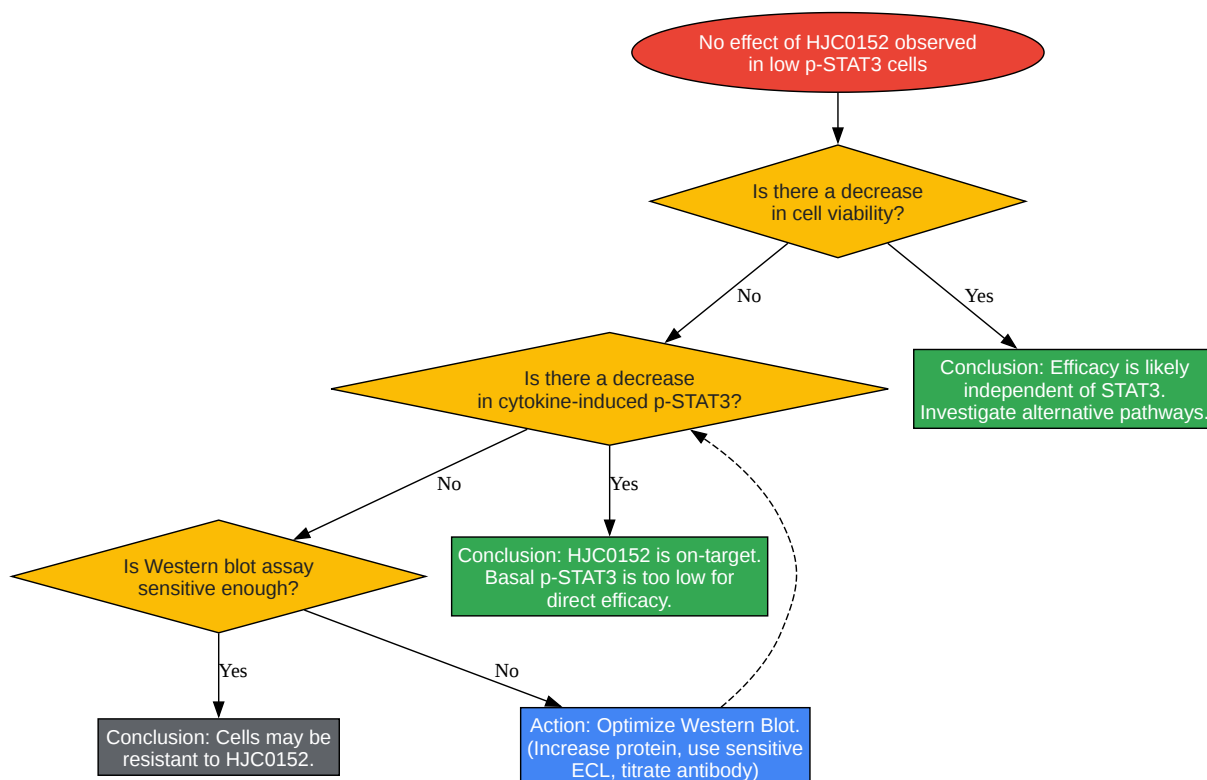 No effect of HJC0152 observed
in low p-STAT3 cells
Is there a decrease
in cell viability?
No
Yes
Is there a decrease
in cytokine-induced p-STAT3?
Conclusion: Efficacy is likely
independent of STAT3.
Investigate alternative pathways.
No
Yes
Is Western blot assay
sensitive enough?
Conclusion: HJC0152 is on-target.
Basal p-STAT3 is too low for
direct efficacy.
Yes
No
Conclusion: Cells may be
resistant to HJC0152.
Action: Optimize Western Blot.
(Increase protein, use sensitive
ECL, titrate antibody)